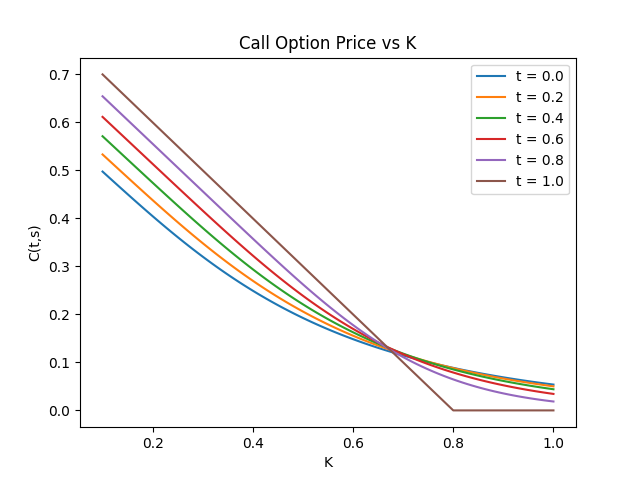 Call Option Price vs K
t = 0.0
t = 0.2
t = 0.4
t = 0.6
t = 0.8
t = 1.0
C(t,s)
0.7
0.6
0.5
0.4
0.3
0.2
0.1
0.0
0.2 0.4 0.6 0.8 1.0
K